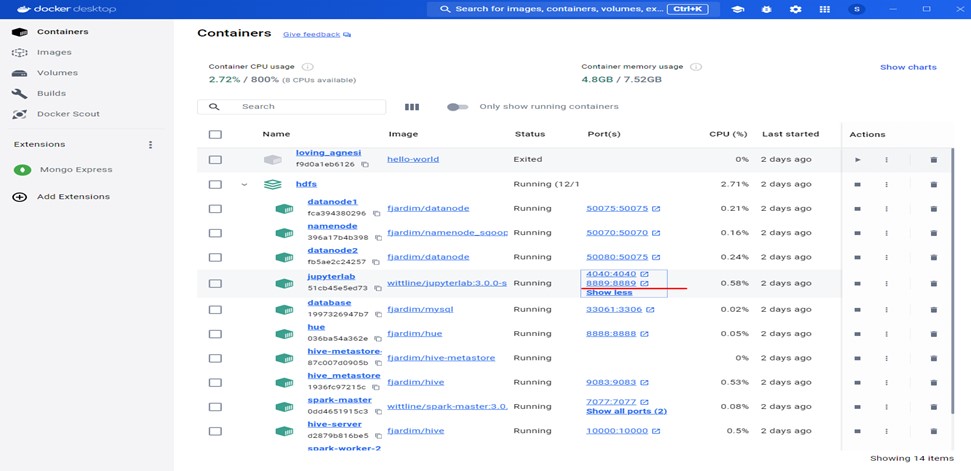 docker desktop
Search for images, containers, volumes, ex... Ctrl+K
S
Containers
Images
Volumes
Builds
Docker Scout
Extensions
Mongo Express
Add Extensions
Containers Give feedback
Container CPU usage
2.72% / 800% (8 CPUs available)
Container memory usage
4.8GB / 7.52GB
Show charts
Search
Only show running containers
Name Image Status Port(s) CPU (%) Last started Actions
loving_agnesi
f9d0a1eb6126 hello-world Exited 0% 2 days ago
hdfs Running (12/1 2.71% 2 days ago
datanode1
fca394380296 fjardim/datanode Running 50075:50075 0.21% 2 days ago
namenode
396a17b4b398 fjardim/namenode_sqoop Running 50070:50070 0.16% 2 days ago
datanode2
fb5ae2c24257 fjardim/datanode Running 50080:50075 0.24% 2 days ago
jupyterlab
51cb45e5ed73 wittline/jupyterlab:3.0.0-s Running 4040:4040
8889:8889 0.58% 2 days ago
Show less
database
1997326947b7 fjardim/mysql Running 33061:3306 0.02% 2 days ago
hue
036ba54a362e fjardim/hue Running 8888:8888 0.05% 2 days ago
hive-metastore-
87c007d0905b fjardim/hive-metastore Running 0% 2 days ago
hive_metastore
1936fc97215c fjardim/hive Running 9083:9083 0.53% 2 days ago
spark-master
0dd4651915c3 wittline/spark-master:3.0. Running 7077:7077 0.08% 2 days ago
Show all ports (2)
hive-server
d2879b816be5 fjardim/hive Running 10000:10000 0.5% 2 days ago
spark-worker-2
Showing 14 items